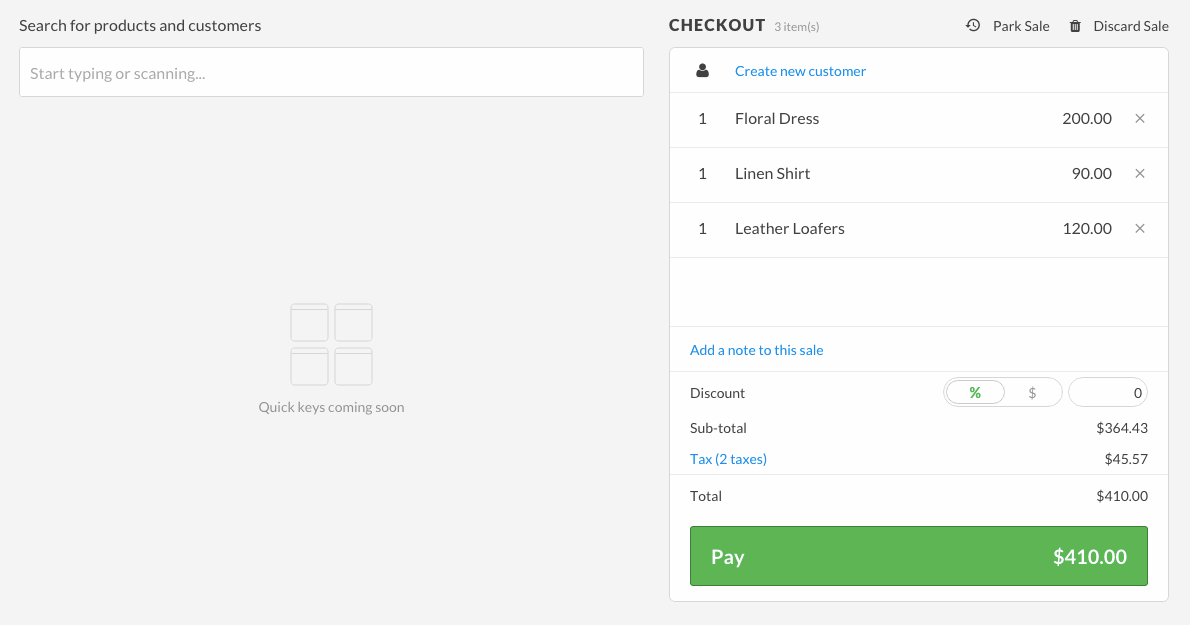 Search for products and customers
Start typing or scanning...
Quick keys coming soon
CHECKOUT 3 item(s) Park Sale Discard Sale
Create new customer
1 Floral Dress 200.00 ×
1 Linen Shirt 90.00 ×
1 Leather Loafers 120.00 ×
Add a note to this sale
Discount % $ 0
Sub-total $364.43
Tax (2 taxes) $45.57
Total $410.00
Pay $410.00